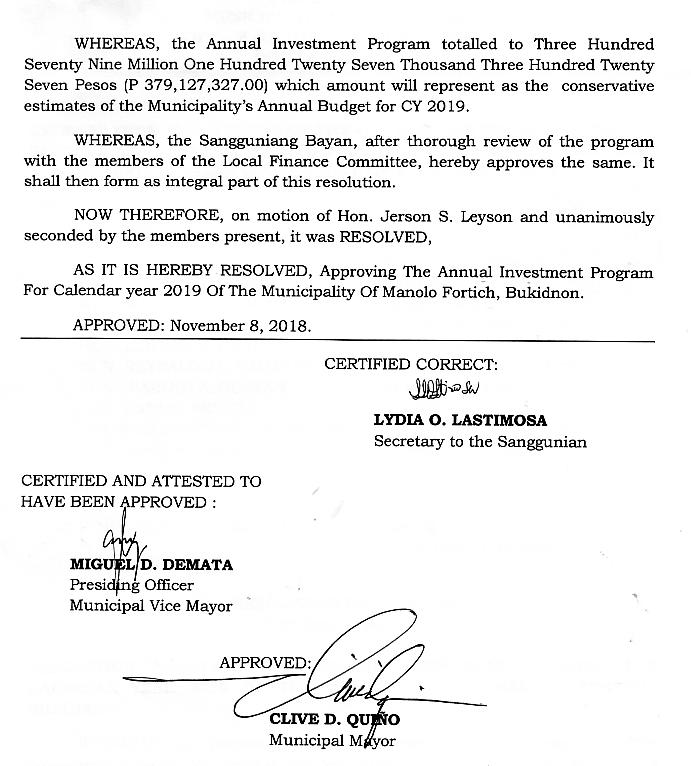 WHEREAS, the Annual Investment Program totalled to Three Hundred
Seventy Nine Million One Hundred Twenty Seven Thousand Three Hundred Twenty
Seven Pesos (P 379,127,327.00) which amount will represent as the conservative
estimates of the Municipality's Annual Budget for CY 2019.
WHEREAS, the Sangguniang Bayan, after thorough review of the program
with the members of the Local Finance Committee, hereby approves the same. It
shall then form as integral part of this resolution.
NOW THEREFORE, on motion of Hon. Jerson S. Leyson and unanimously
seconded by the members present, it was RESOLVED,
AS IT IS HEREBY RESOLVED, Approving The Annual Investment Program
For Calendar year 2019 Of The Municipality Of Manolo Fortich, Bukidnon.
APPROVED: November 8, 2018.
CERTIFIED CORRECT:
LYDIA O. LASTIMOSA
Secretary to the Sanggunian
CERTIFIED AND ATTESTED TO
HAVE BEEN APPROVED :
MIGUEL D. DEMATA
Presiding Officer
Municipal Vice Mayor
APPROVED:
CLIVE D. QUIÑO
Municipal Mayor